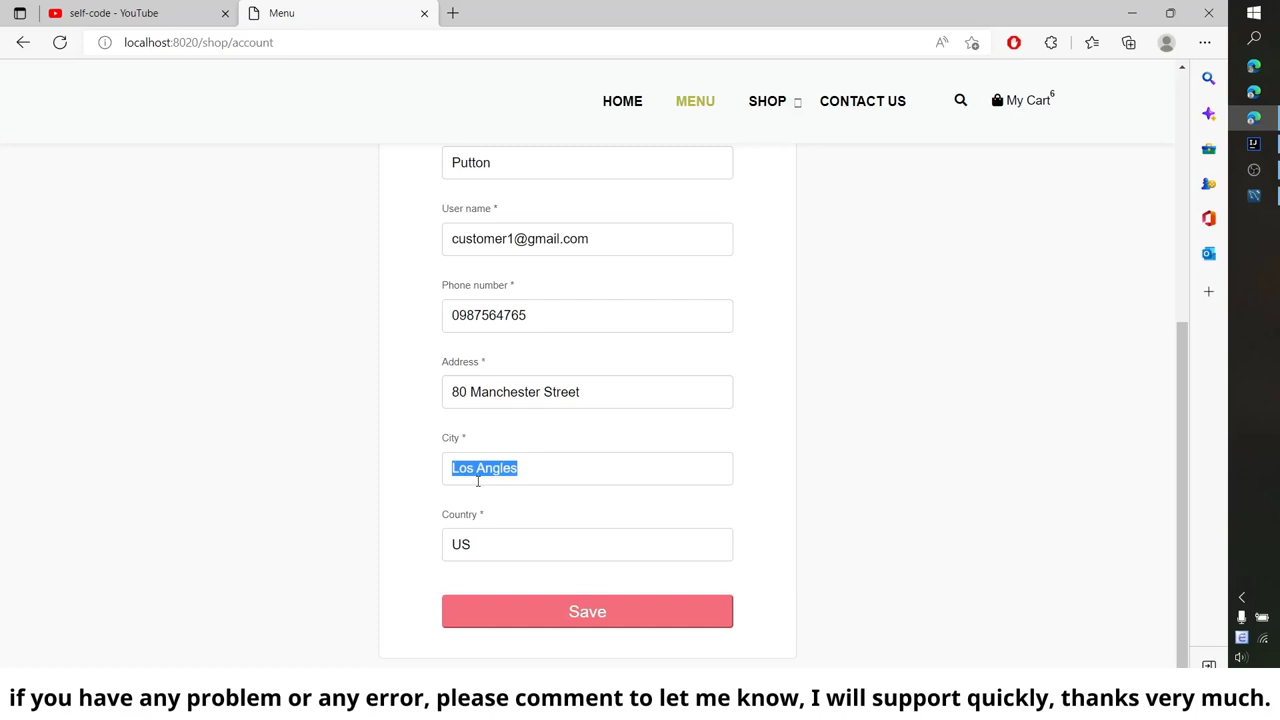 self-code - YouTube
Menu
localhost:8020/shop/account
HOME
MENU
SHOP
CONTACT US
My Cart 6
Putton
User name *
customer1@gmail.com
Phone number *
0987564765
Address *
80 Manchester Street
City *
Los Angles
Country *
US
Save
if you have any problem or any error, please comment to let me know, I will support quickly, thanks very much.